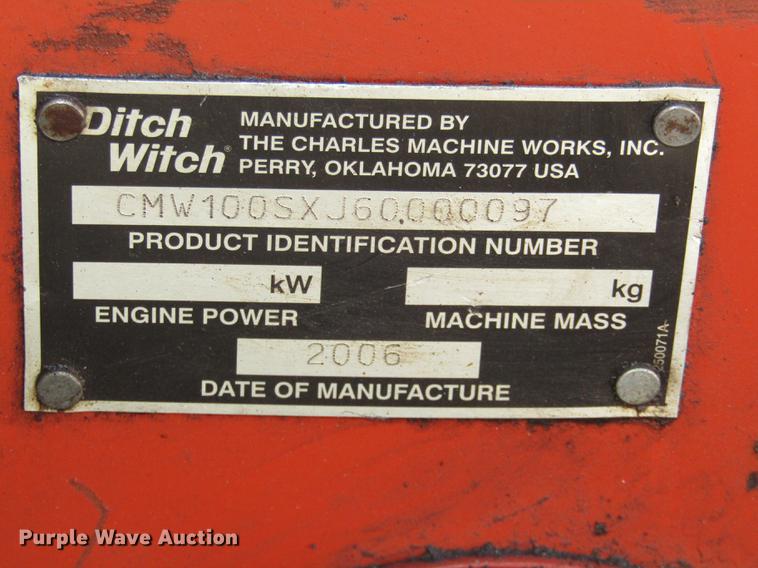 Ditch Witch®
MANUFACTURED BY
THE CHARLES MACHINE WORKS, INC.
PERRY, OKLAHOMA 73077 USA
CMW100SXJ60000097
PRODUCT IDENTIFICATION NUMBER
kW
kg
ENGINE POWER
MACHINE MASS
2006
DATE OF MANUFACTURE
250071A
Purple Wave Auction